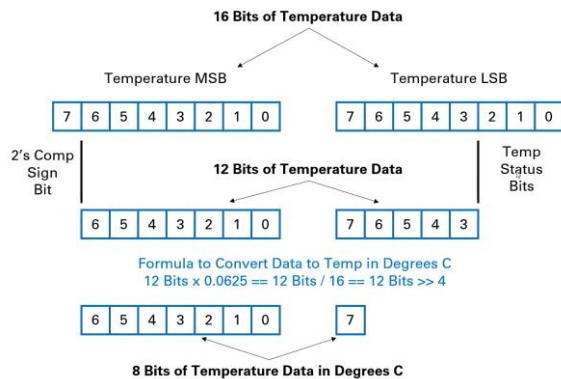 16 Bits of Temperature Data
Temperature MSB Temperature LSB
7 6 5 4 3 2 1 0 7 6 5 4 3 2 1 0
2's Comp
Sign
Bit
12 Bits of Temperature Data
Temp
Status
Bits
6 5 4 3 2 1 0 7 6 5 4 3
Formula to Convert Data to Temp in Degrees C
12 Bits x 0.0625 == 12 Bits / 16 == 12 Bits >> 4
6 5 4 3 2 1 0 7
8 Bits of Temperature Data in Degrees C